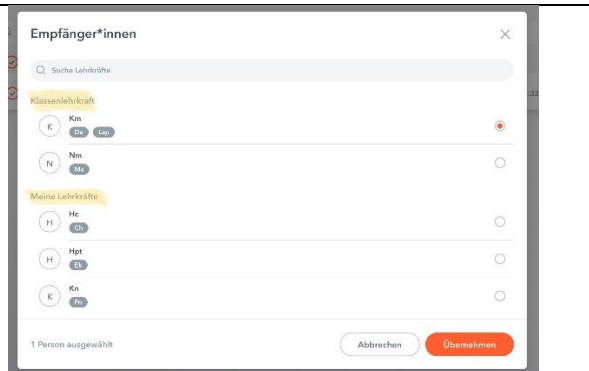 Empfänger*innen
Suche Lehrkräfte
Klassenlehrkraft
K
Km
De Lap
N
Nm
Ma
Meine Lehrkräfte
H
Hc
Ch
H
Hpt
Ek
K
Kn
Po
1 Person ausgewählt
Abbrechen
Übernehmen